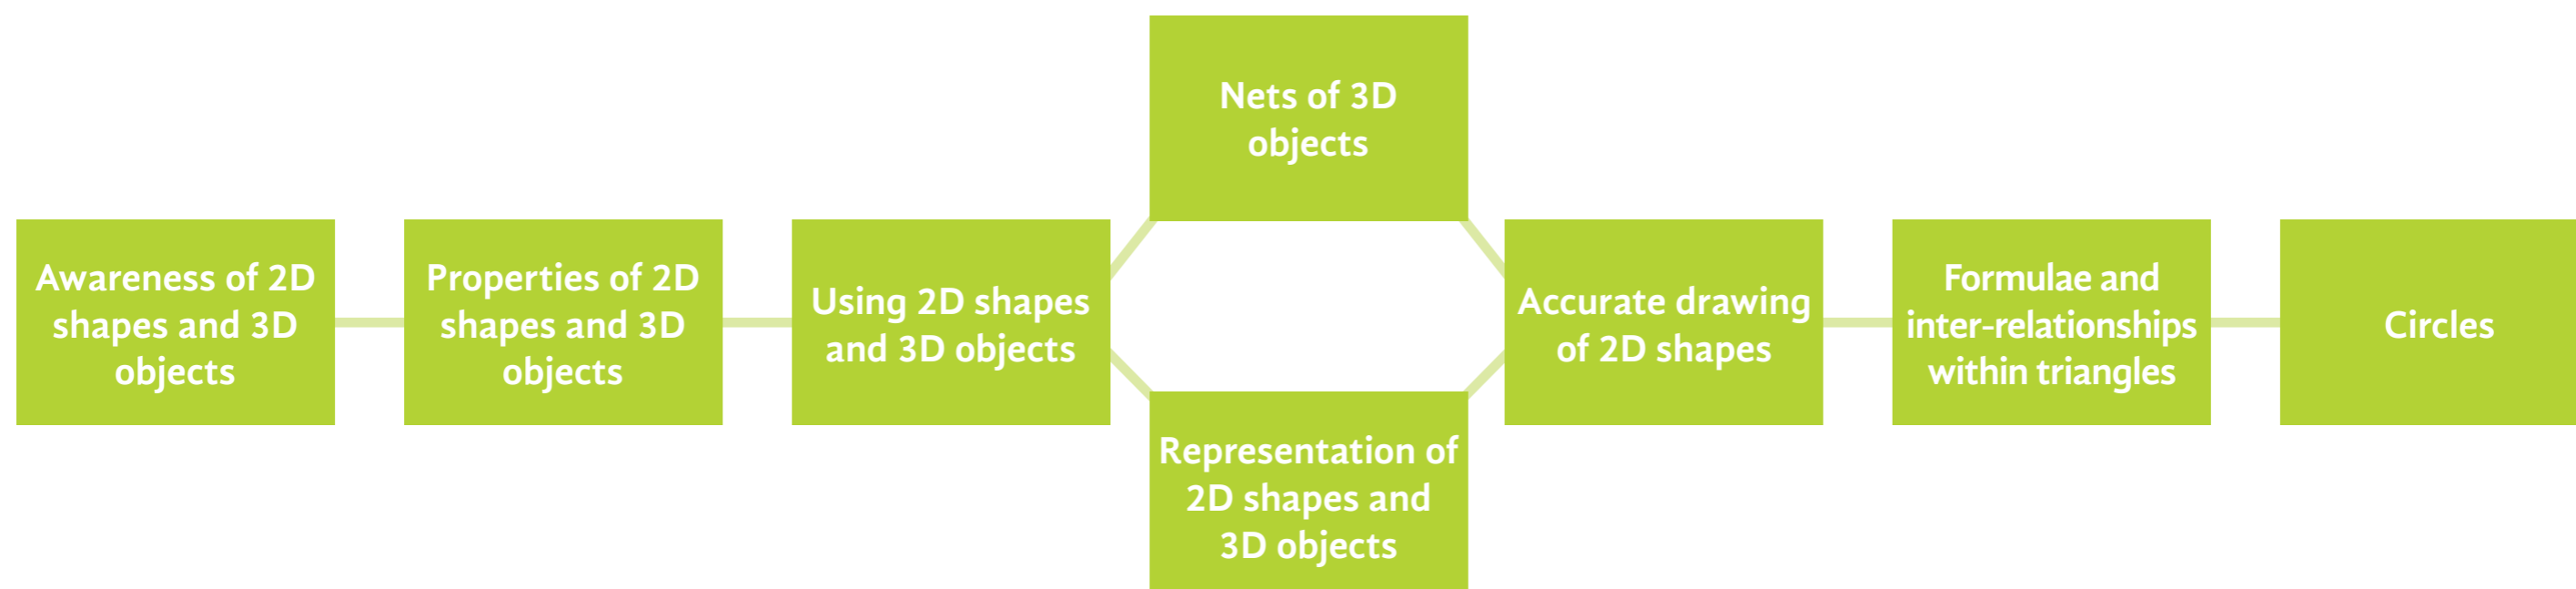 Awareness of 2D
shapes and 3D
objects
Properties of 2D
shapes and 3D
objects
Using 2D shapes
and 3D objects
Nets of 3D
objects
Representation of
2D shapes and
3D objects
Accurate drawing
of 2D shapes
Formulae and
inter-relationships
within triangles
Circles